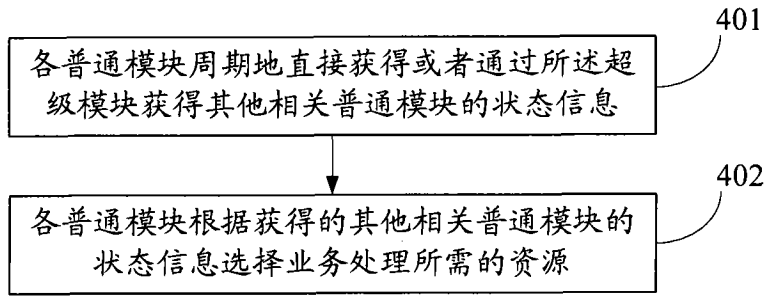 401
各普通模块周期地直接获得或者通过所述超
级模块获得其他相关普通模块的状态信息
402
各普通模块根据获得的其他相关普通模块的
状态信息选择业务处理所需的资源